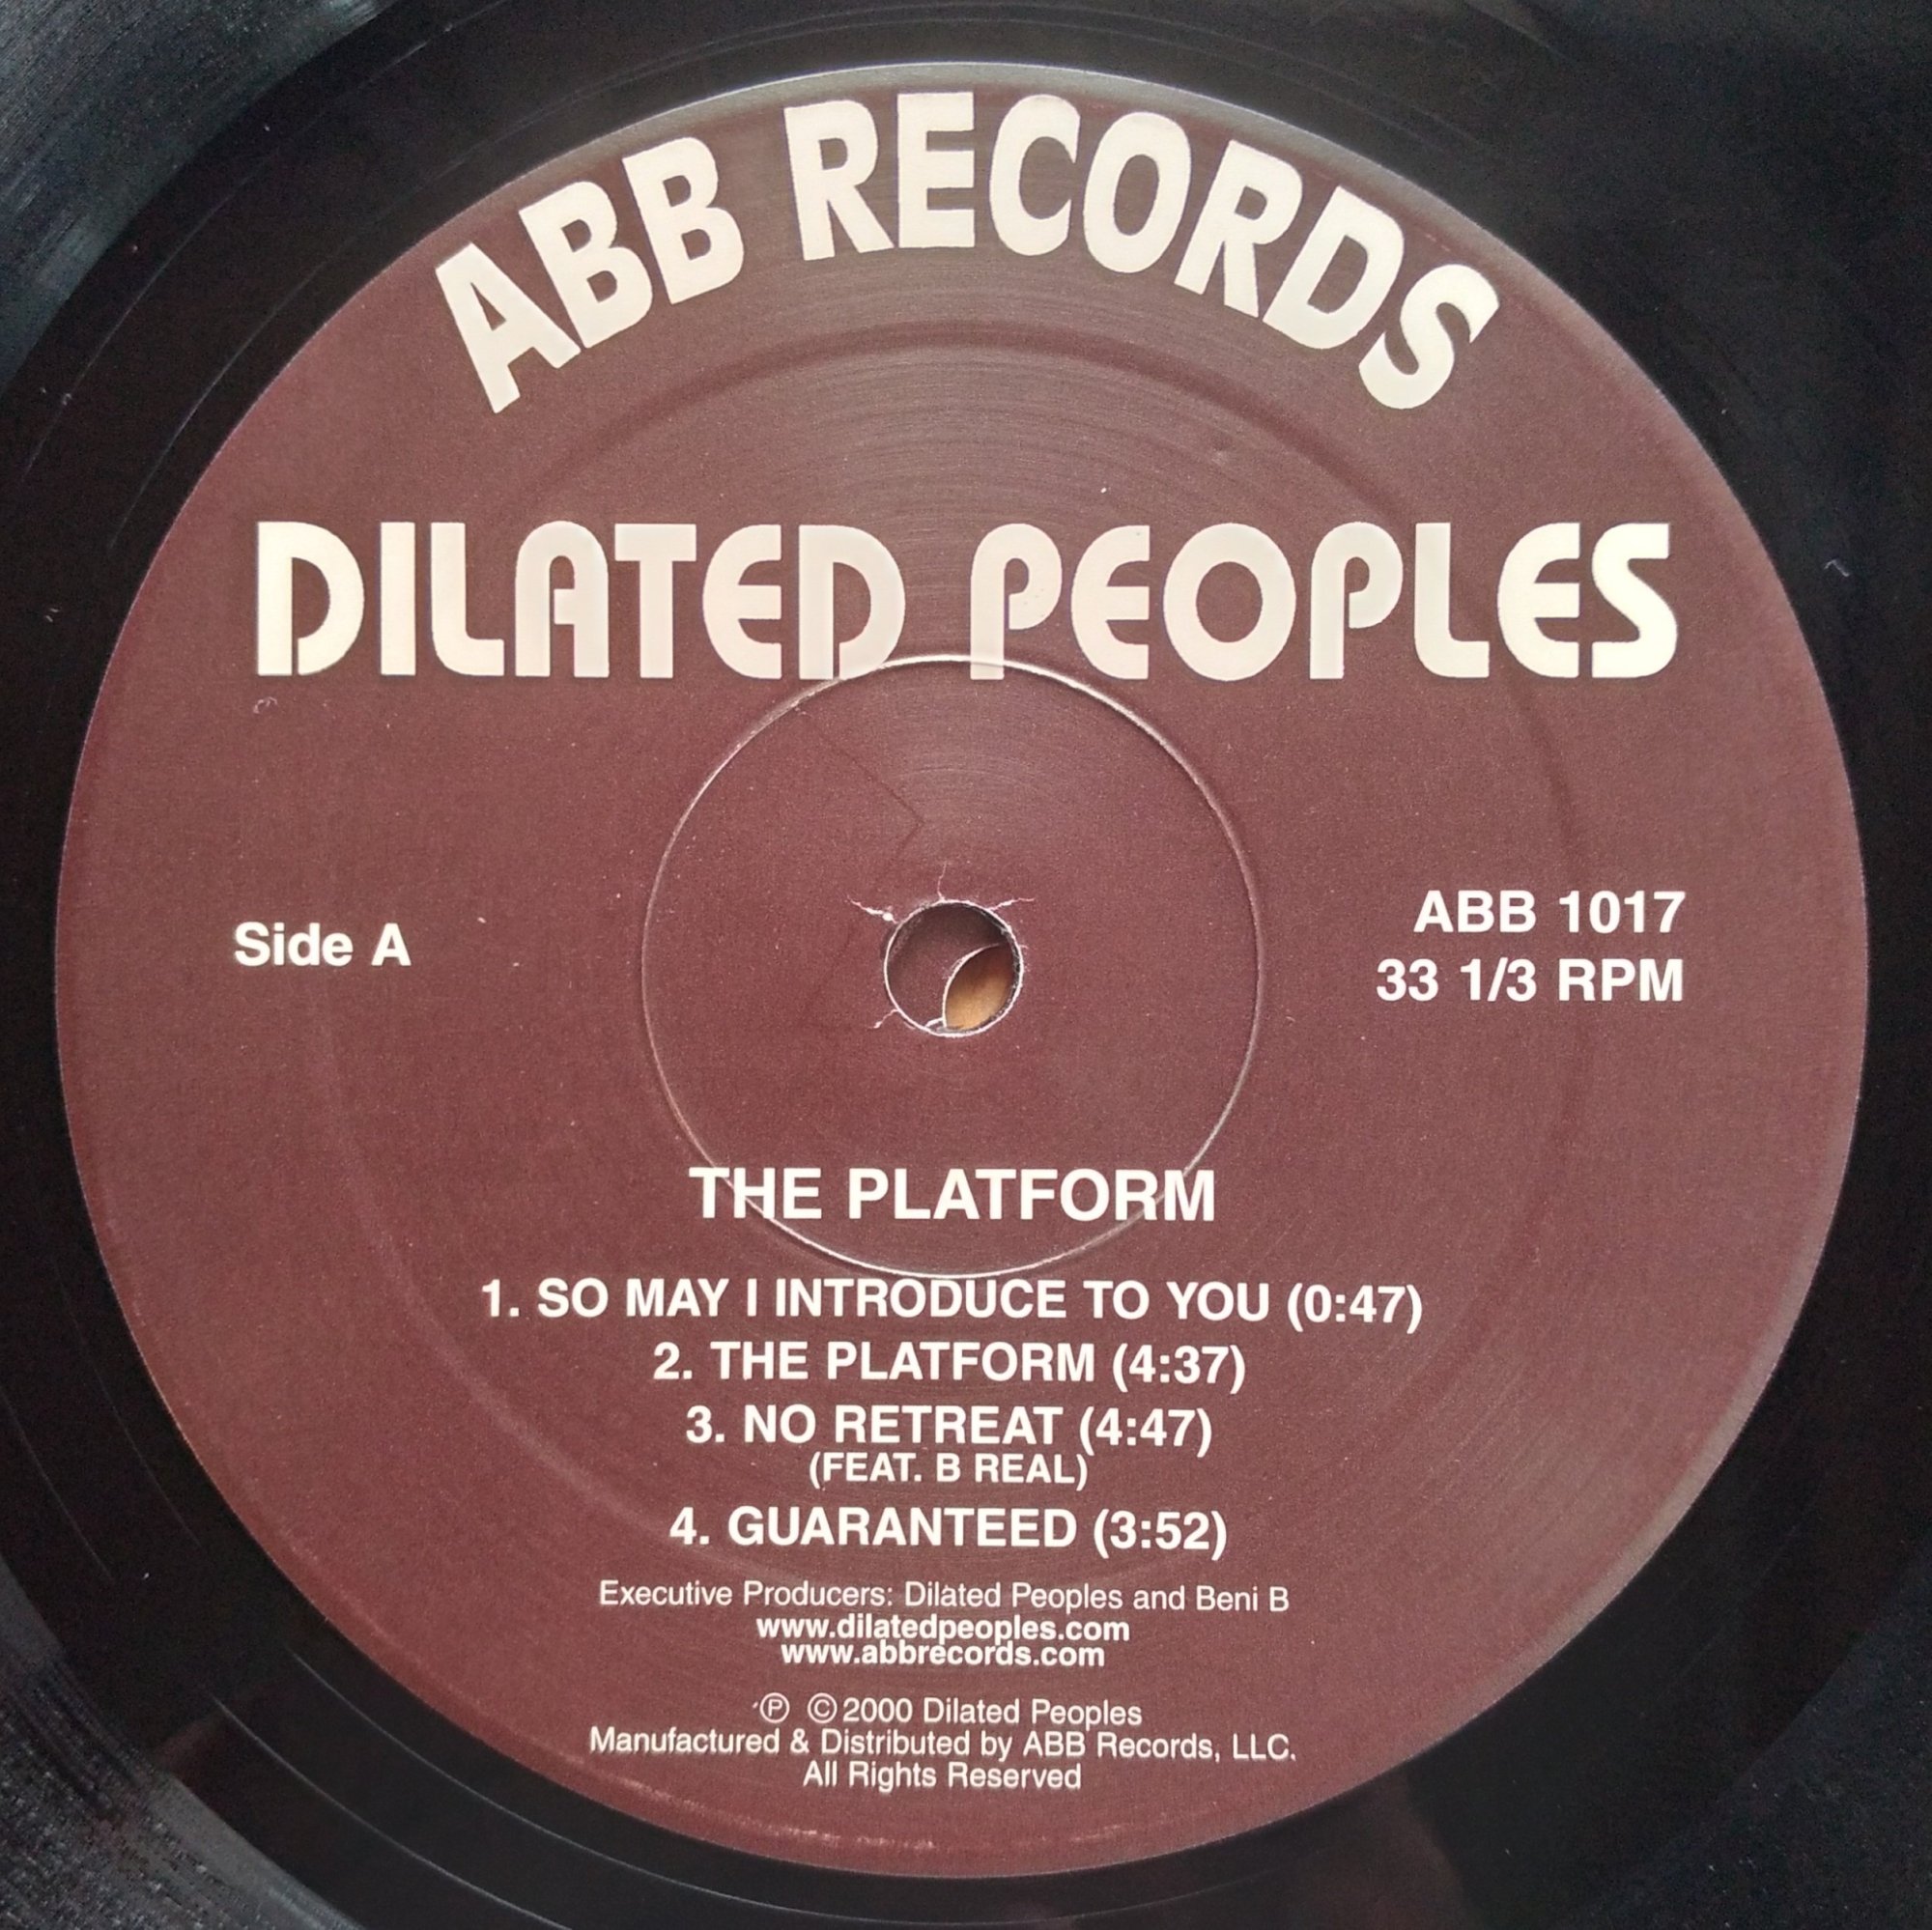 ABB RECORDS
DILATED PEOPLES
Side A
ABB 1017
33 1/3 RPM
THE PLATFORM
1. SO MAY I INTRODUCE TO YOU (0:47)
2. THE PLATFORM (4:37)
3. NO RETREAT (4:47)
(FEAT. B REAL)
4. GUARANTEED (3:52)
Executive Producers: Dilated Peoples and Beni B
www.dilatedpeoples.com
www.abbrecords.com
Ⓟ © 2000 Dilated Peoples
Manufactured & Distributed by ABB Records, LLC.
All Rights Reserved